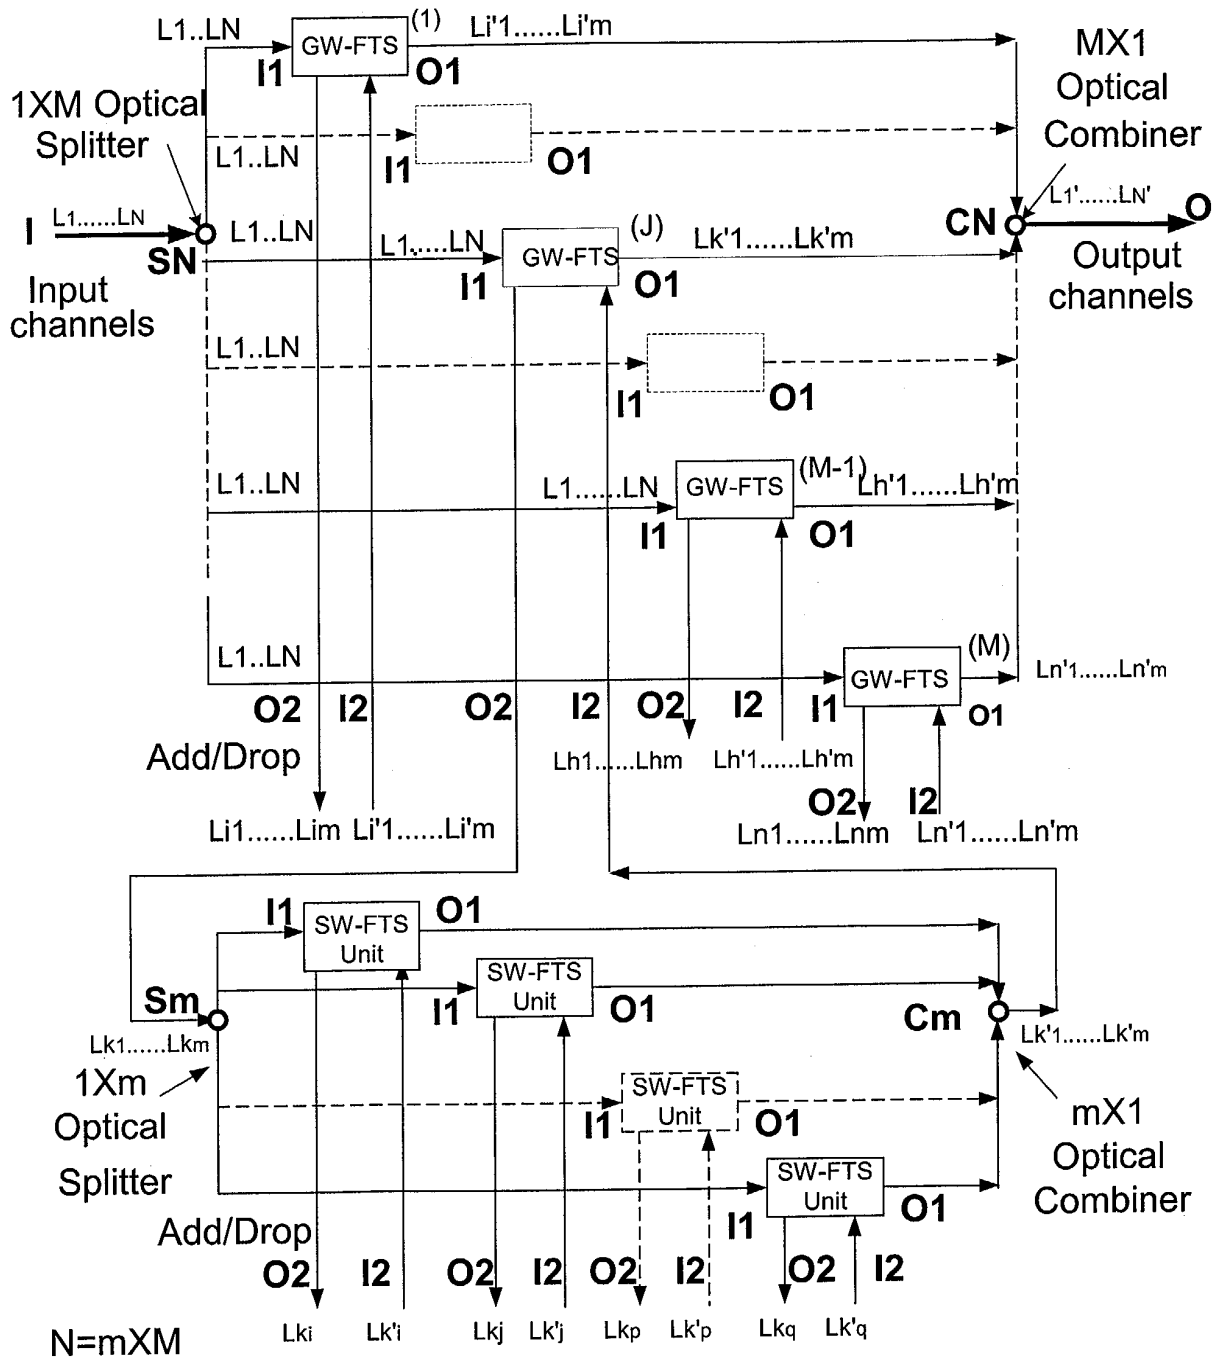 L1..LN
GW-FTS
(1)
Li'1......Li'm
I1
O1
MX1
Optical
Combiner
1XM Optical
Splitter
L1..LN
I1
O1
I
L1......LN
SN
Input
channels
L1..LN
L1......LN
GW-FTS
(J)
Lk'1......Lk'm
I1
O1
CN
L1'......LN'
O
Output
channels
L1..LN
I1
O1
L1..LN
L1......LN
GW-FTS
(M-1)
Lh'1......Lh'm
I1
O1
L1..LN
GW-FTS
(M)
Ln'1......Ln'm
I1
O1
O2
I2
O2
I2
O2
I2
Add/Drop
Lh1......Lhm
Lh'1......Lh'm
O2
I2
Li1......Lim
Li'1......Li'm
Ln1......Lnm
Ln'1......Ln'm
I1
SW-FTS
Unit
O1
SW-FTS
Unit
I1
O1
Sm
Cm
Lk1......Lkm
Lk'1......Lk'm
1Xm
Optical
Splitter
SW-FTS
Unit
I1
O1
mX1
Optical
Combiner
SW-FTS
Unit
I1
O1
Add/Drop
O2
I2
O2
I2
O2
I2
O2
I2
Lki
Lk'i
Lkj
Lk'j
Lkp
Lk'p
Lkq
Lk'q
N=mXM